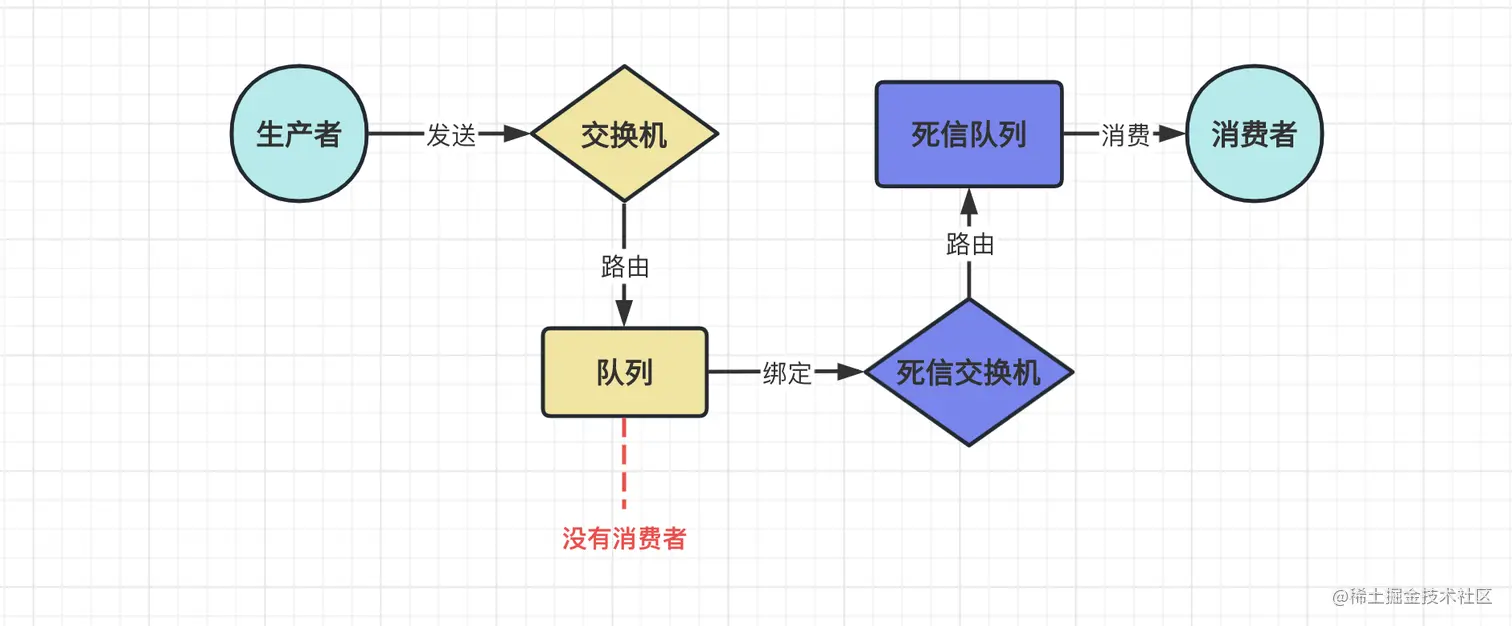 生产者
发送
交换机
路由
队列
没有消费者
绑定
死信交换机
路由
死信队列
消费
消费者
@稀土掘金技术社区